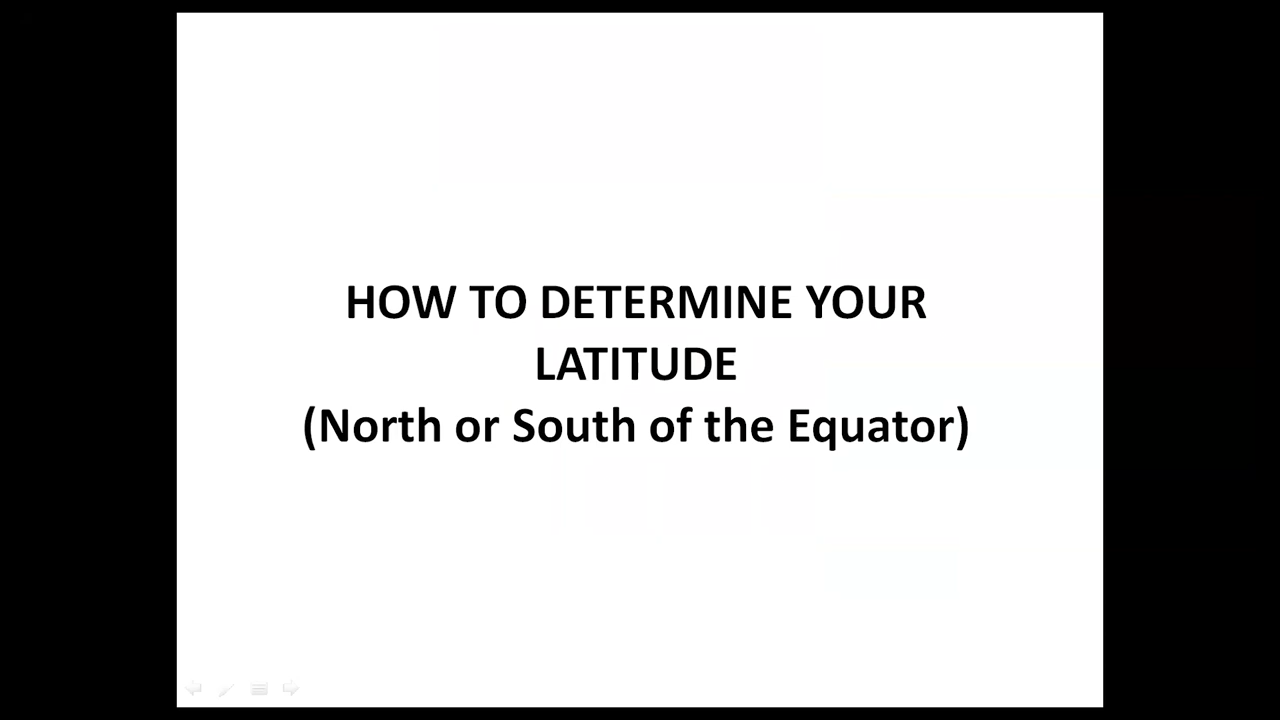 HOW TO DETERMINE YOUR
LATITUDE
(North or South of the Equator)